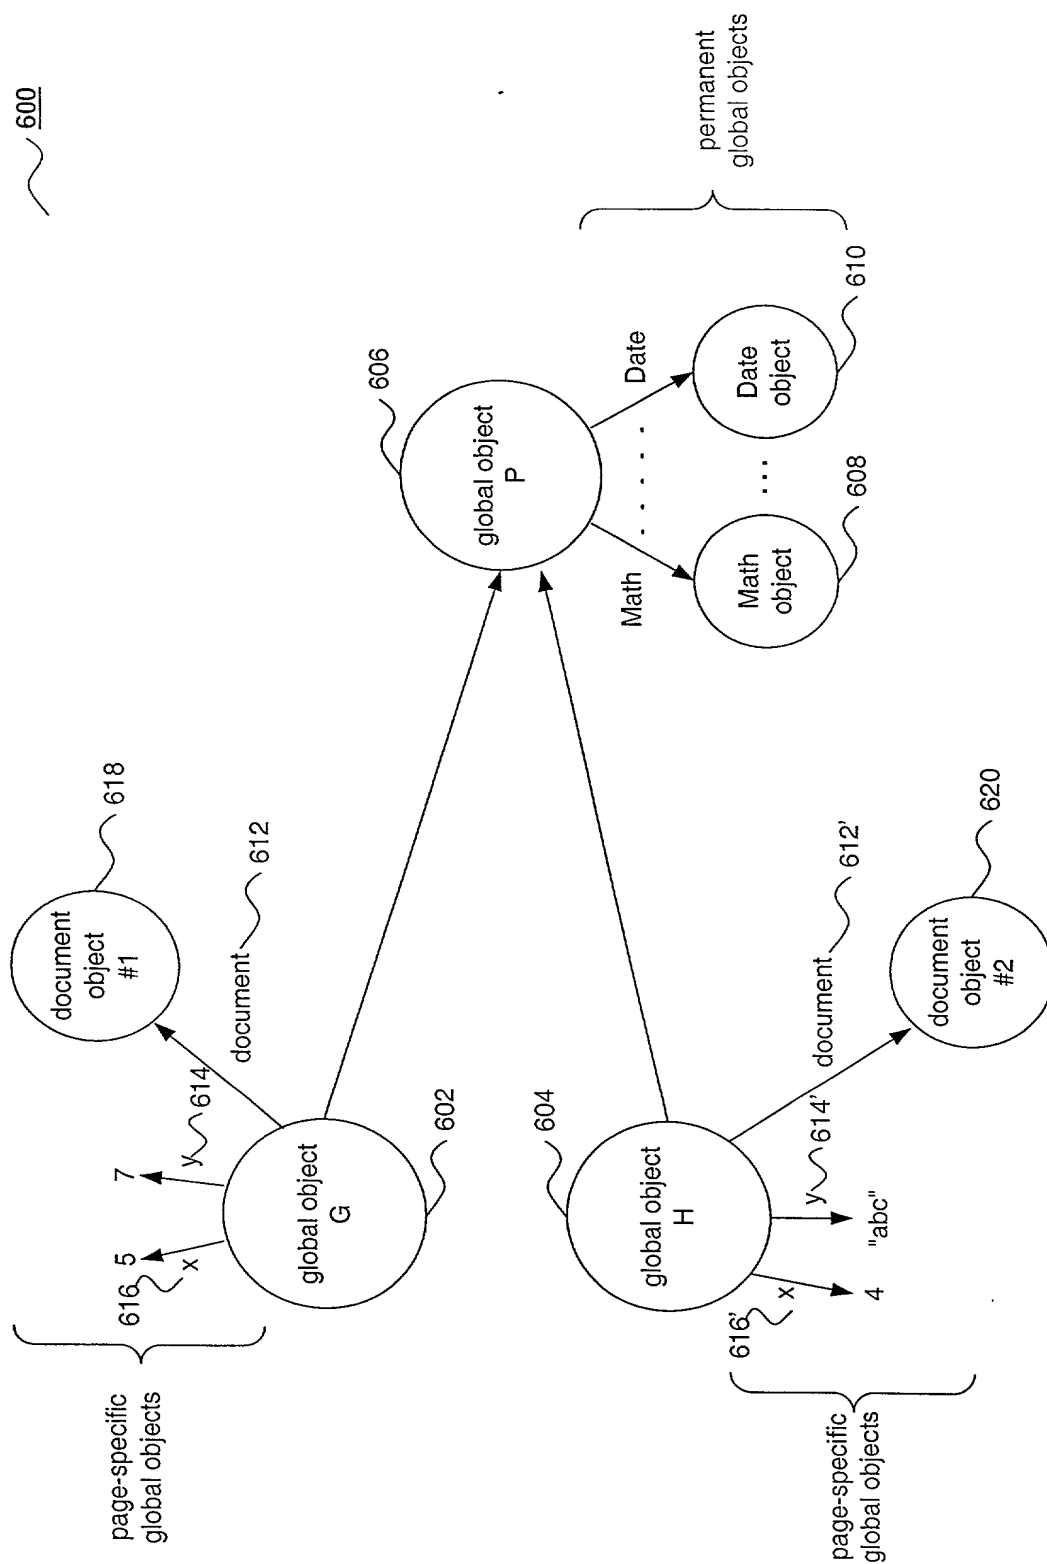 600
page-specific
global objects
616
x
5
7
y
614
document
object
#1
618
document
612
global object
G
602
606
global object
P
permanent
global objects
Math
. . . . . .
Date
Math
object
608
...
Date
object
610
604
global object
H
616'
x
4
y
614'
"abc"
document
612'
document
object
#2
620
page-specific
global objects